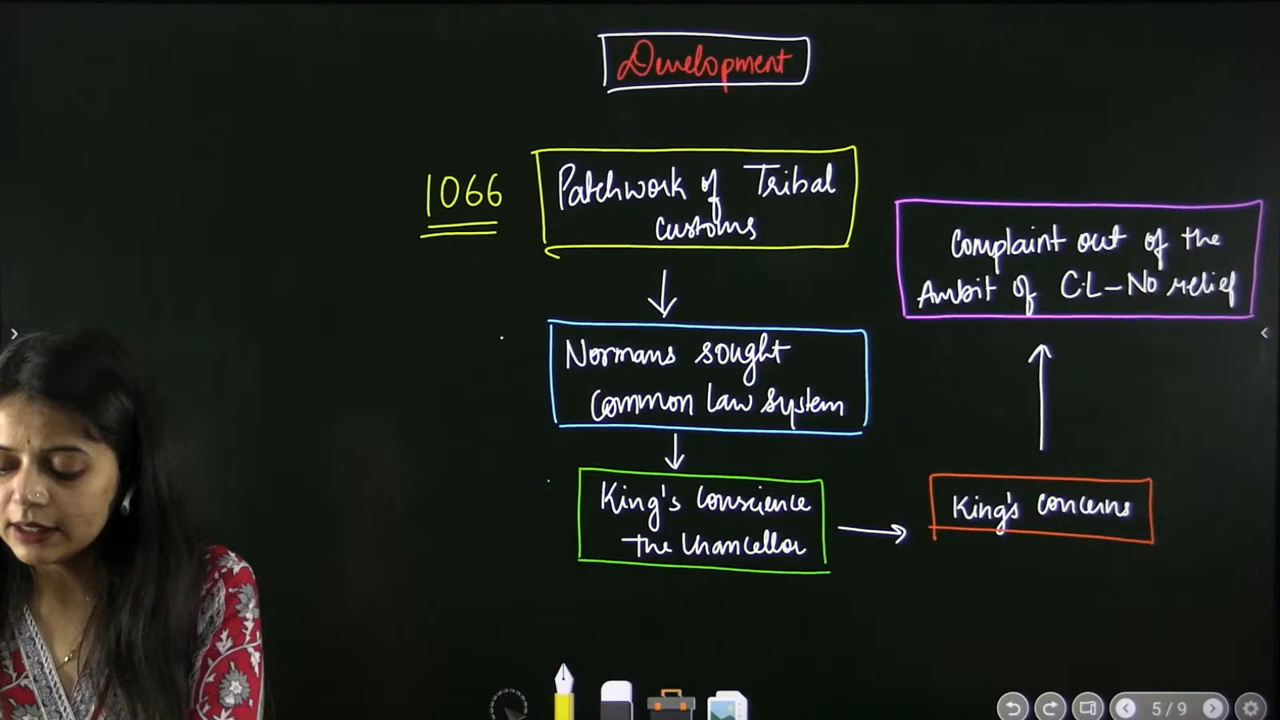 Development
1066
Patchwork of Tribal
customs
Normans sought
common law system
King's conscience
the Chancellor
King's concerns
Complaint out of the
Ambit of C.L - No relief
5/9